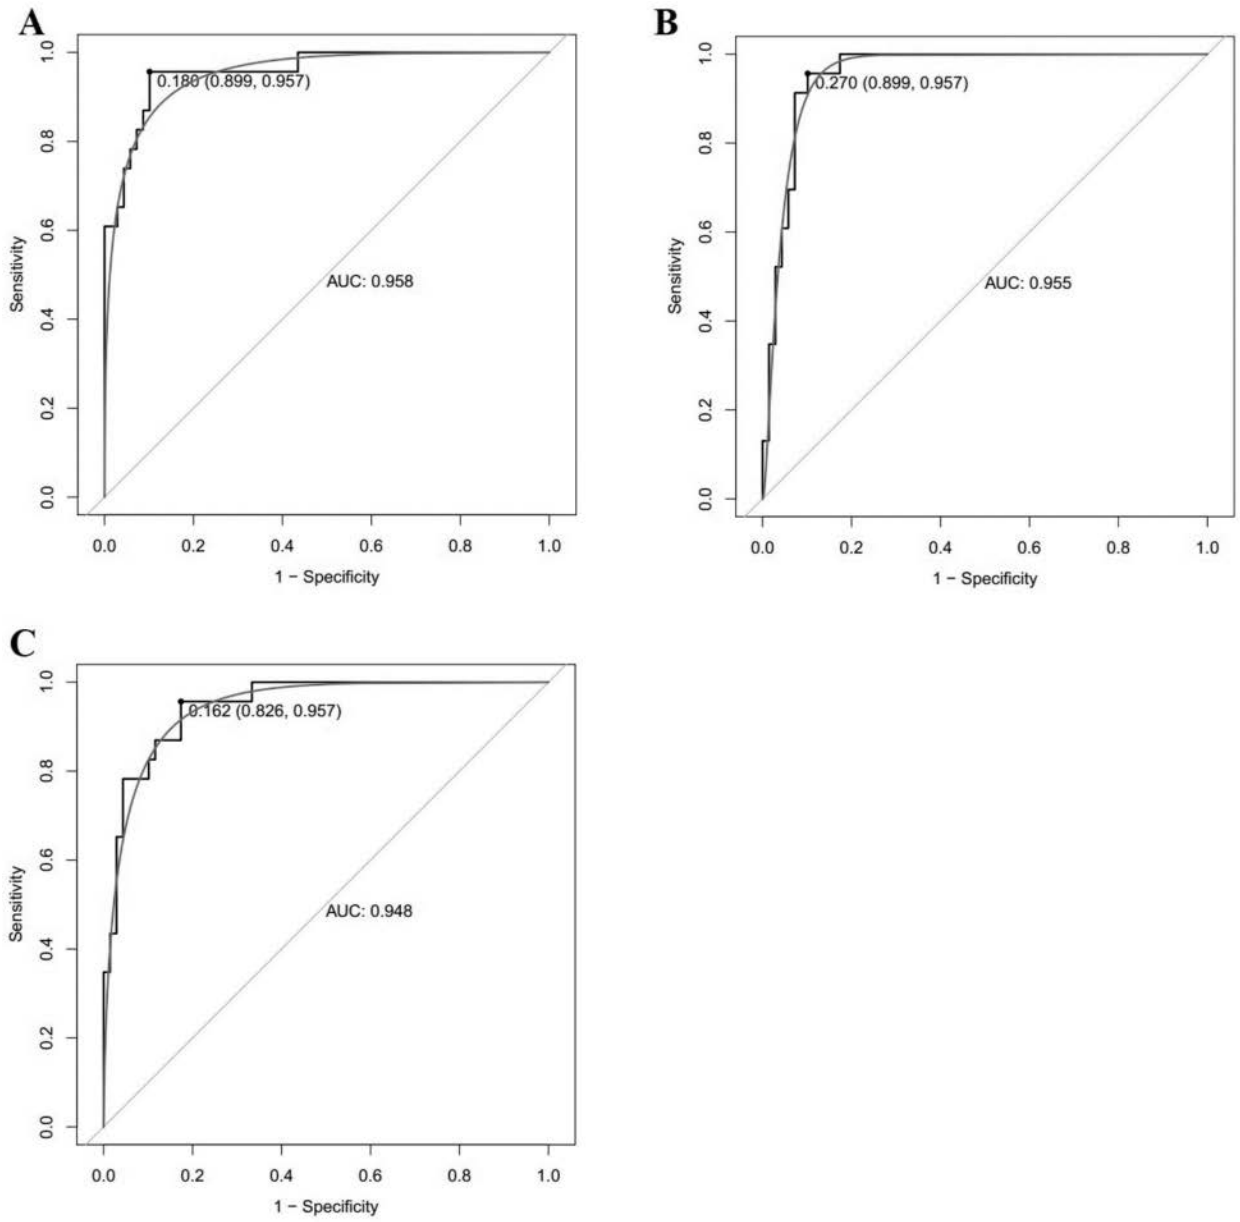 A
Sensitivity
1.0
0.8
0.6
0.4
0.2
0.0
0.180 (0.899, 0.957)
AUC: 0.958
0.0 0.2 0.4 0.6 0.8 1.0
1 − Specificity
B
Sensitivity
1.0
0.8
0.6
0.4
0.2
0.0
0.270 (0.899, 0.957)
AUC: 0.955
0.0 0.2 0.4 0.6 0.8 1.0
1 − Specificity
C
Sensitivity
1.0
0.8
0.6
0.4
0.2
0.0
0.162 (0.826, 0.957)
AUC: 0.948
0.0 0.2 0.4 0.6 0.8 1.0
1 − Specificity